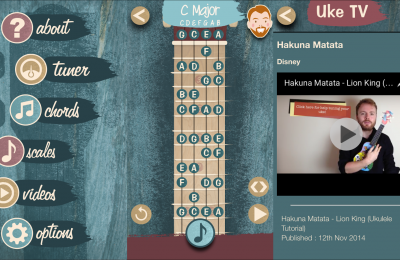 about
tuner
chords
scales
videos
options
C Major
C D E F G A B
G C E A
F
A D B
G C
B E
C F A D
D G B E
C F
E A
F D G
B
G C E A
Uke TV
Hakuna Matata
Disney
Hakuna Matata - Lion King (...
Hakuna Matata - Lion King (Ukulele
Tutorial)
Published : 12th Nov 2014